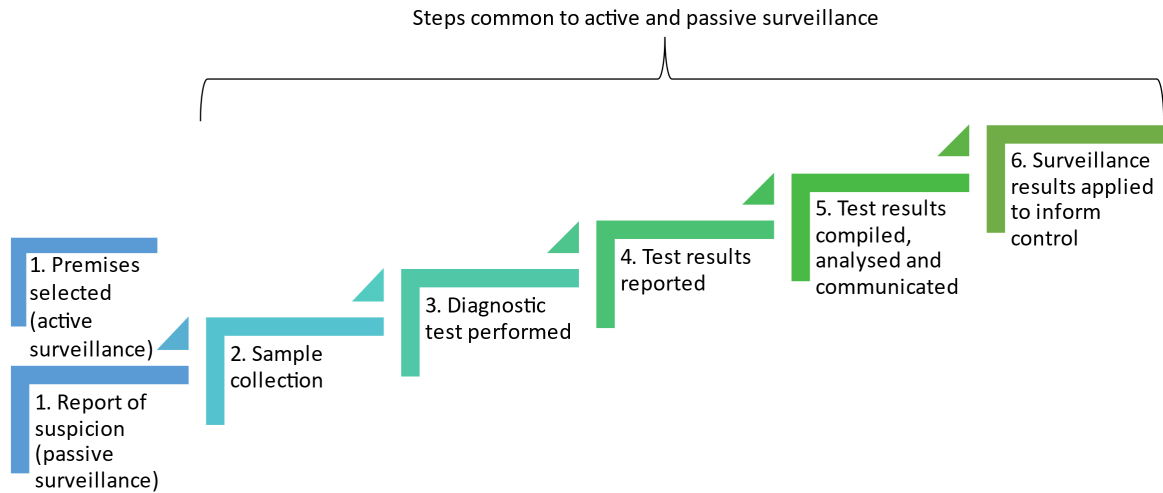 Steps common to active and passive surveillance
1. Premises
selected
(active
surveillance)
1. Report of
suspicion
(passive
surveillance)
2. Sample
collection
3. Diagnostic
test performed
4. Test results
reported
5. Test results
compiled,
analysed and
communicated
6. Surveillance
results applied
to inform
control